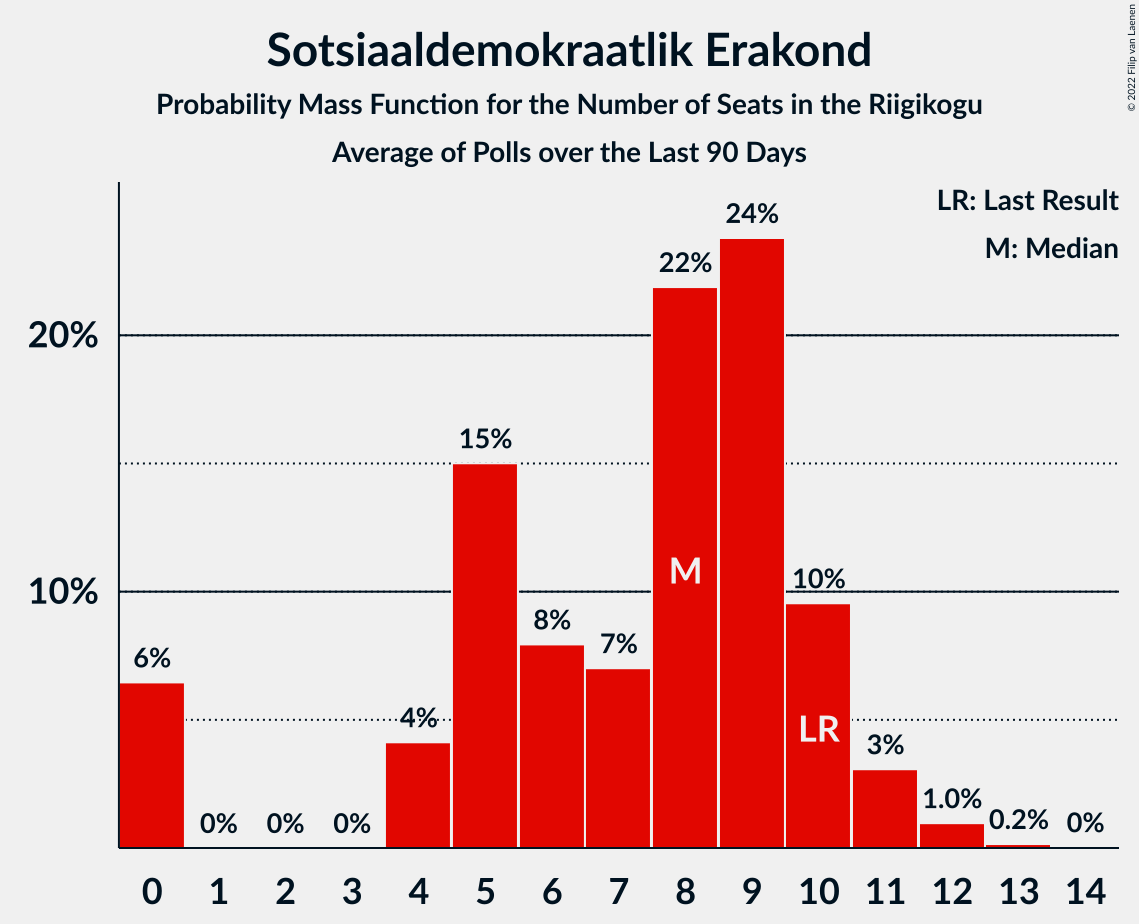 Sotsiaaldemokraatlik Erakond
Probability Mass Function for the Number of Seats in the Riigikogu
Average of Polls over the Last 90 Days
© 2022 Filip van Laenen
LR: Last Result
M: Median
20%
10%
6%
0%
0%
0%
4%
15%
8%
7%
22%
24%
10%
3%
1.0%
0.2%
0%
M
LR
0 1 2 3 4 5 6 7 8 9 10 11 12 13 14